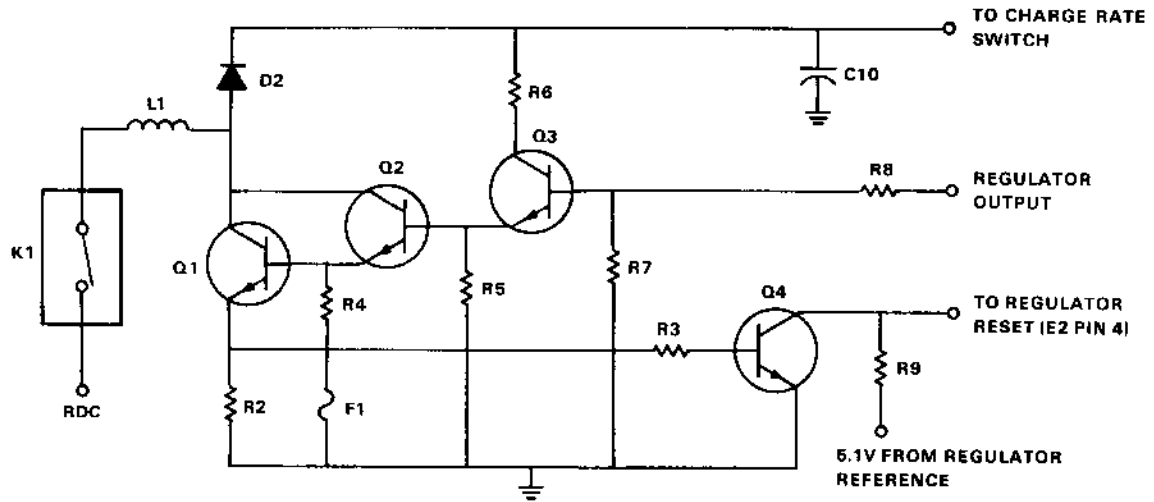 TO CHARGE RATE
SWITCH
D2
C10
R6
L1
Q3
Q2
R8
REGULATOR
OUTPUT
K1
Q1
R7
R4
R5
Q4
TO REGULATOR
RESET (E2 PIN 4)
R3
R9
R2
F1
RDC
5.1V FROM REGULATOR
REFERENCE